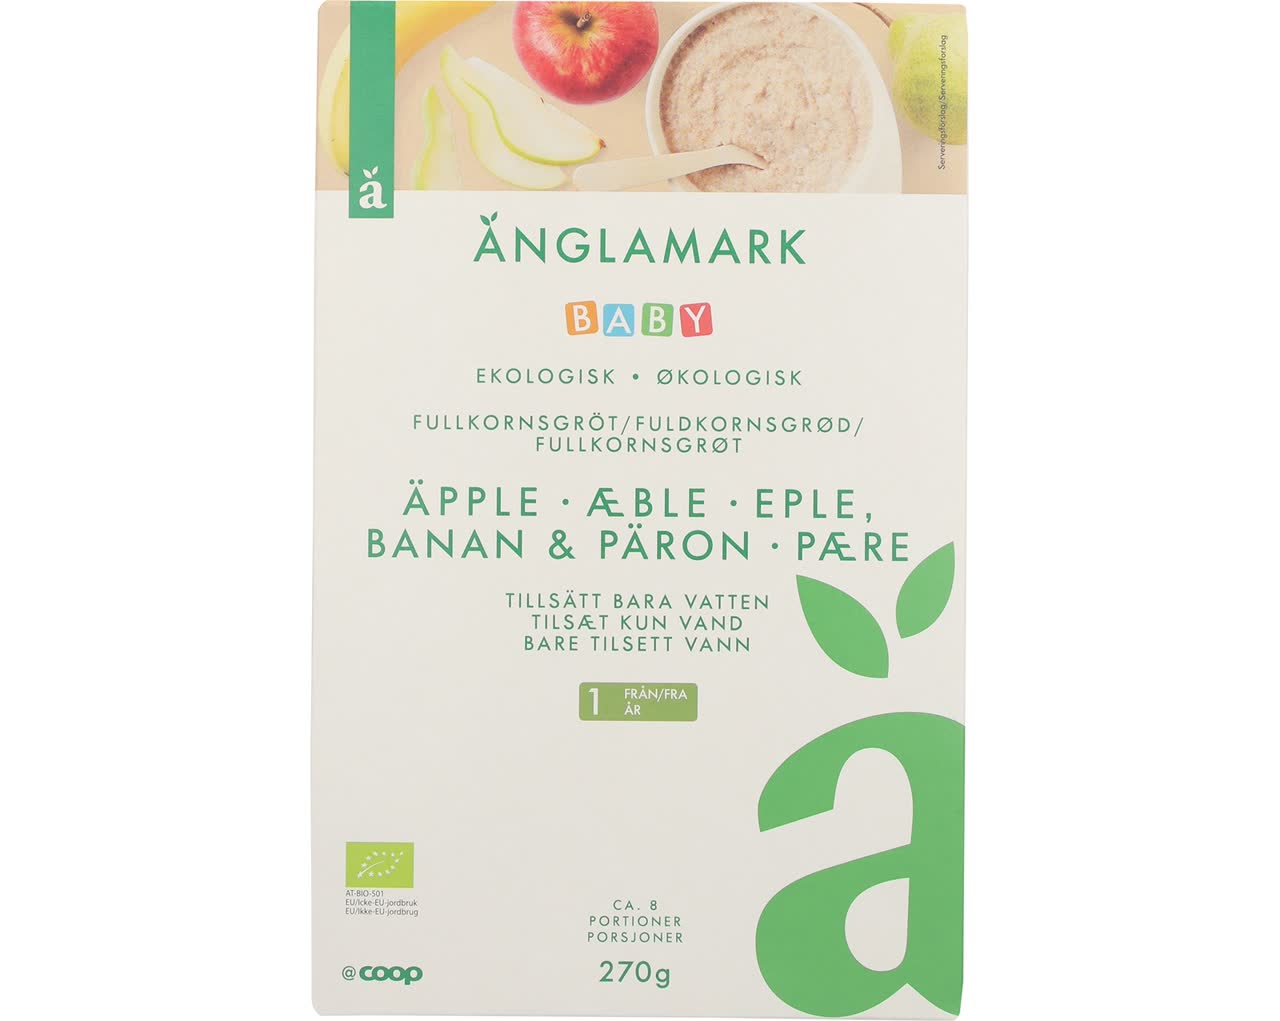 Serveringsforslag/Serveringsforslag
ä
ÄNGLAMARK
BABY
EKOLOGISK • ØKOLOGISK
FULLKORNSGRÖT/FULDKORNSGRØD/
FULLKORNSGRØT
ÄPPLE · ÆBLE · EPLE,
BANAN & PÄRON · PÆRE
TILLSÄTT BARA VATTEN
TILSÆT KUN VAND
BARE TILSETT VANN
1 FRÅN/FRA
ÅR
ä
AT-BIO-501
EU/Icke-EU-jordbruk
EU/Ikke-EU-jordbrug
CA. 8
PORTIONER
PORSJONER
@coop
270g